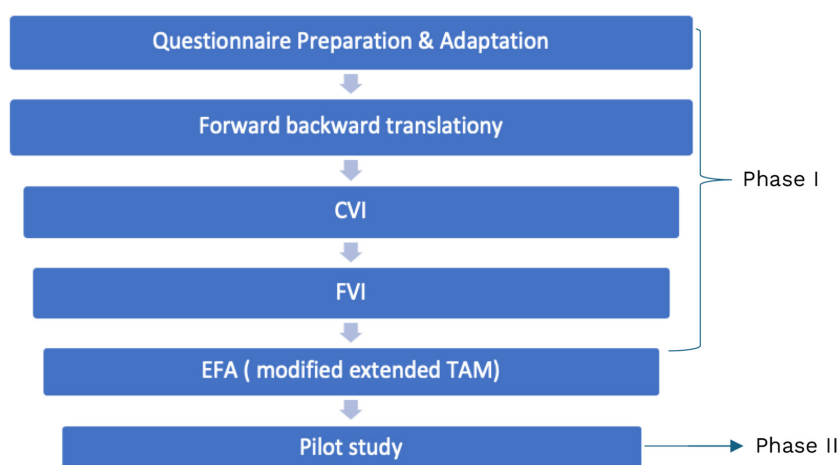 Questionnaire Preparation & Adaptation
Forward backward translationy
CVI
Phase I
FVI
EFA ( modified extended TAM)
Pilot study
Phase II